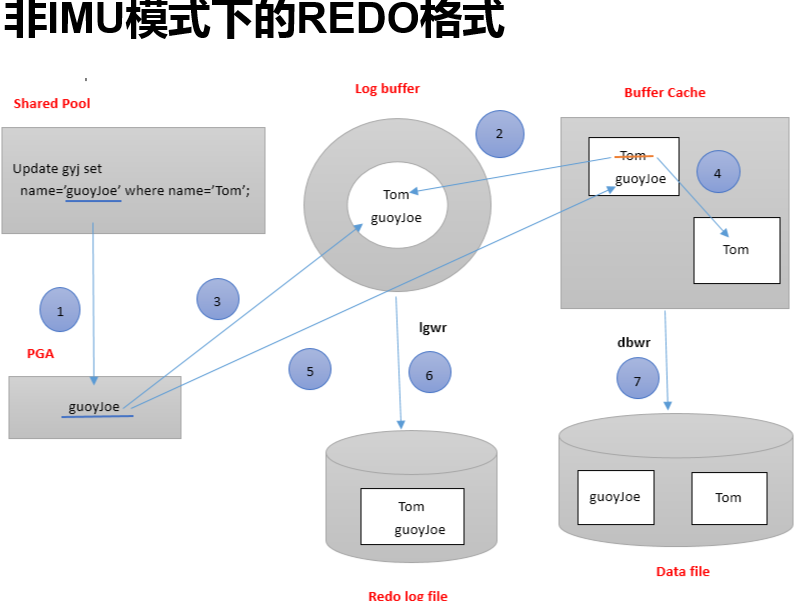 非IMU模式下的REDO格式
Shared Pool
Log buffer
Buffer Cache
Update gyj set
name='guoyJoe' where name='Tom';
2
Tom
guoyJoe
Tom
guoyJoe
4
Tom
1
3
PGA
guoyJoe
lgwr
5
6
dbwr
7
Tom
guoyJoe
guoyJoe
Tom
Redo log file
Data file